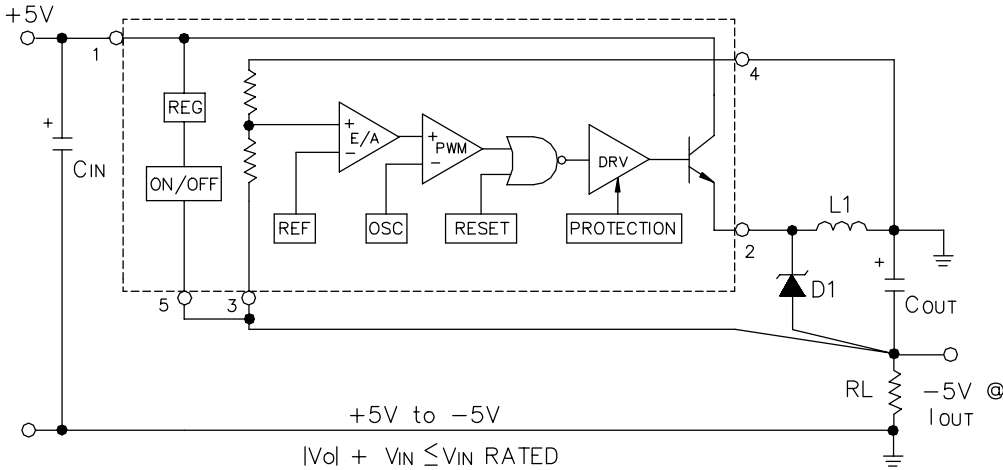 +5V
1
4
REG
+
E/A
−
+
PWM
−
DRV
+
CIN
ON/OFF
REF
OSC
RESET
PROTECTION
2
L1
+
COUT
D1
5
3
RL
−5V @
IOUT
+5V to −5V
|Vo| + VIN ≤ VIN RATED